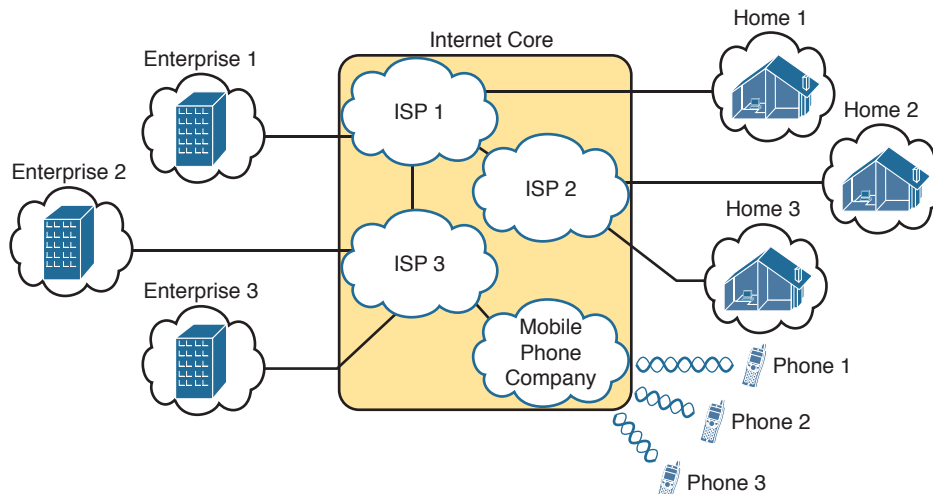 Home 1
Internet Core
Enterprise 1
ISP 1
Home 2
Enterprise 2
ISP 2
Home 3
ISP 3
Enterprise 3
Mobile
Phone
Company
Phone 1
Phone 2
Phone 3